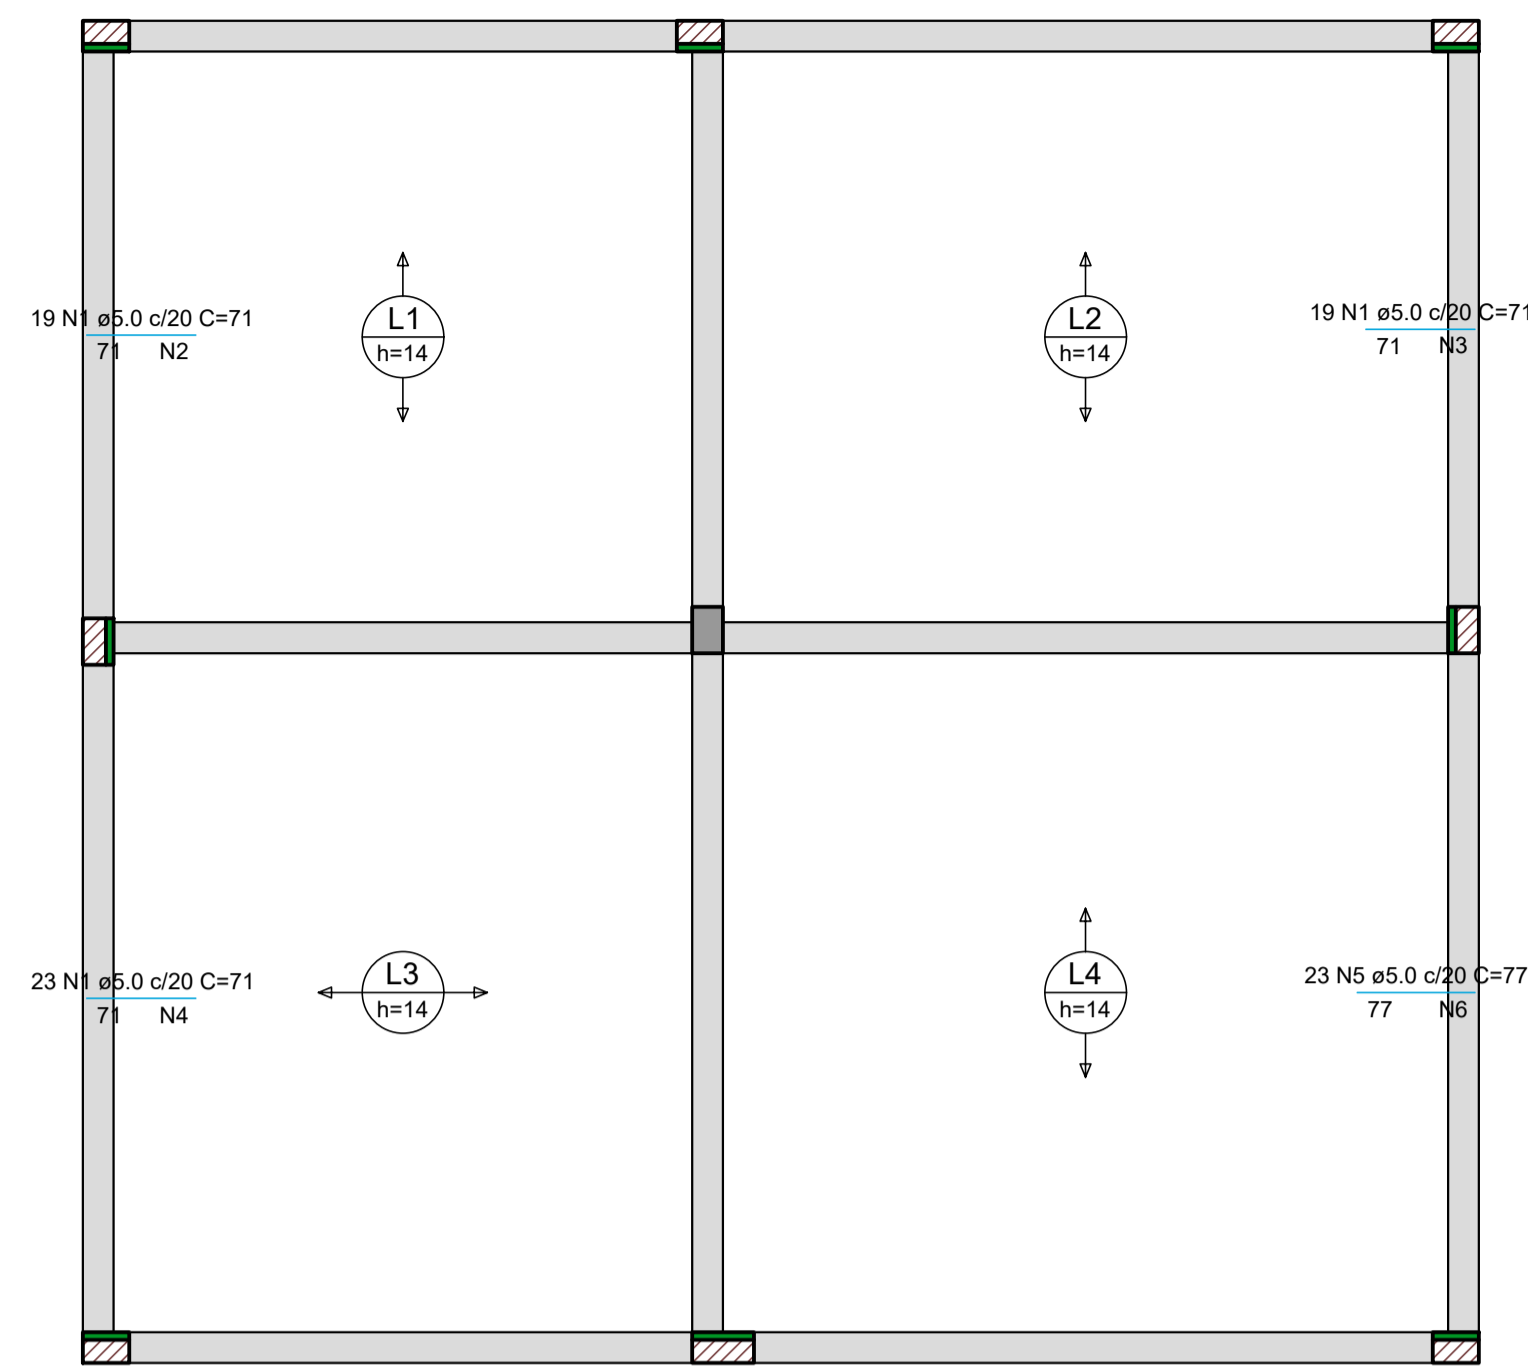 L1
h=14
L2
h=14
19 N1 ø5.0 c/20 C=71
71 N2
19 N1 ø5.0 c/20 C=71
71 N3
L3
h=14
L4
h=14
23 N1 ø5.0 c/20 C=71
71 N4
23 N5 ø5.0 c/20 C=77
77 N6